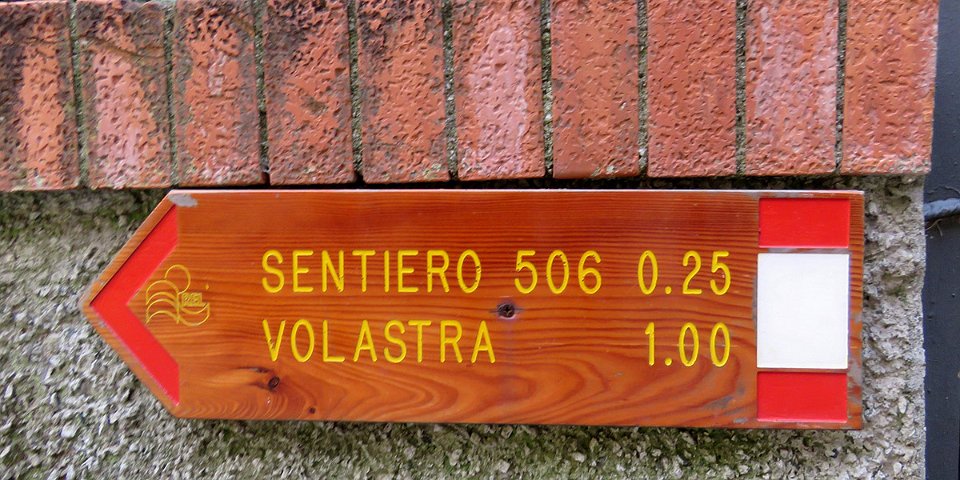 SENTIERO 506 0.25
VOLASTRA 1.00